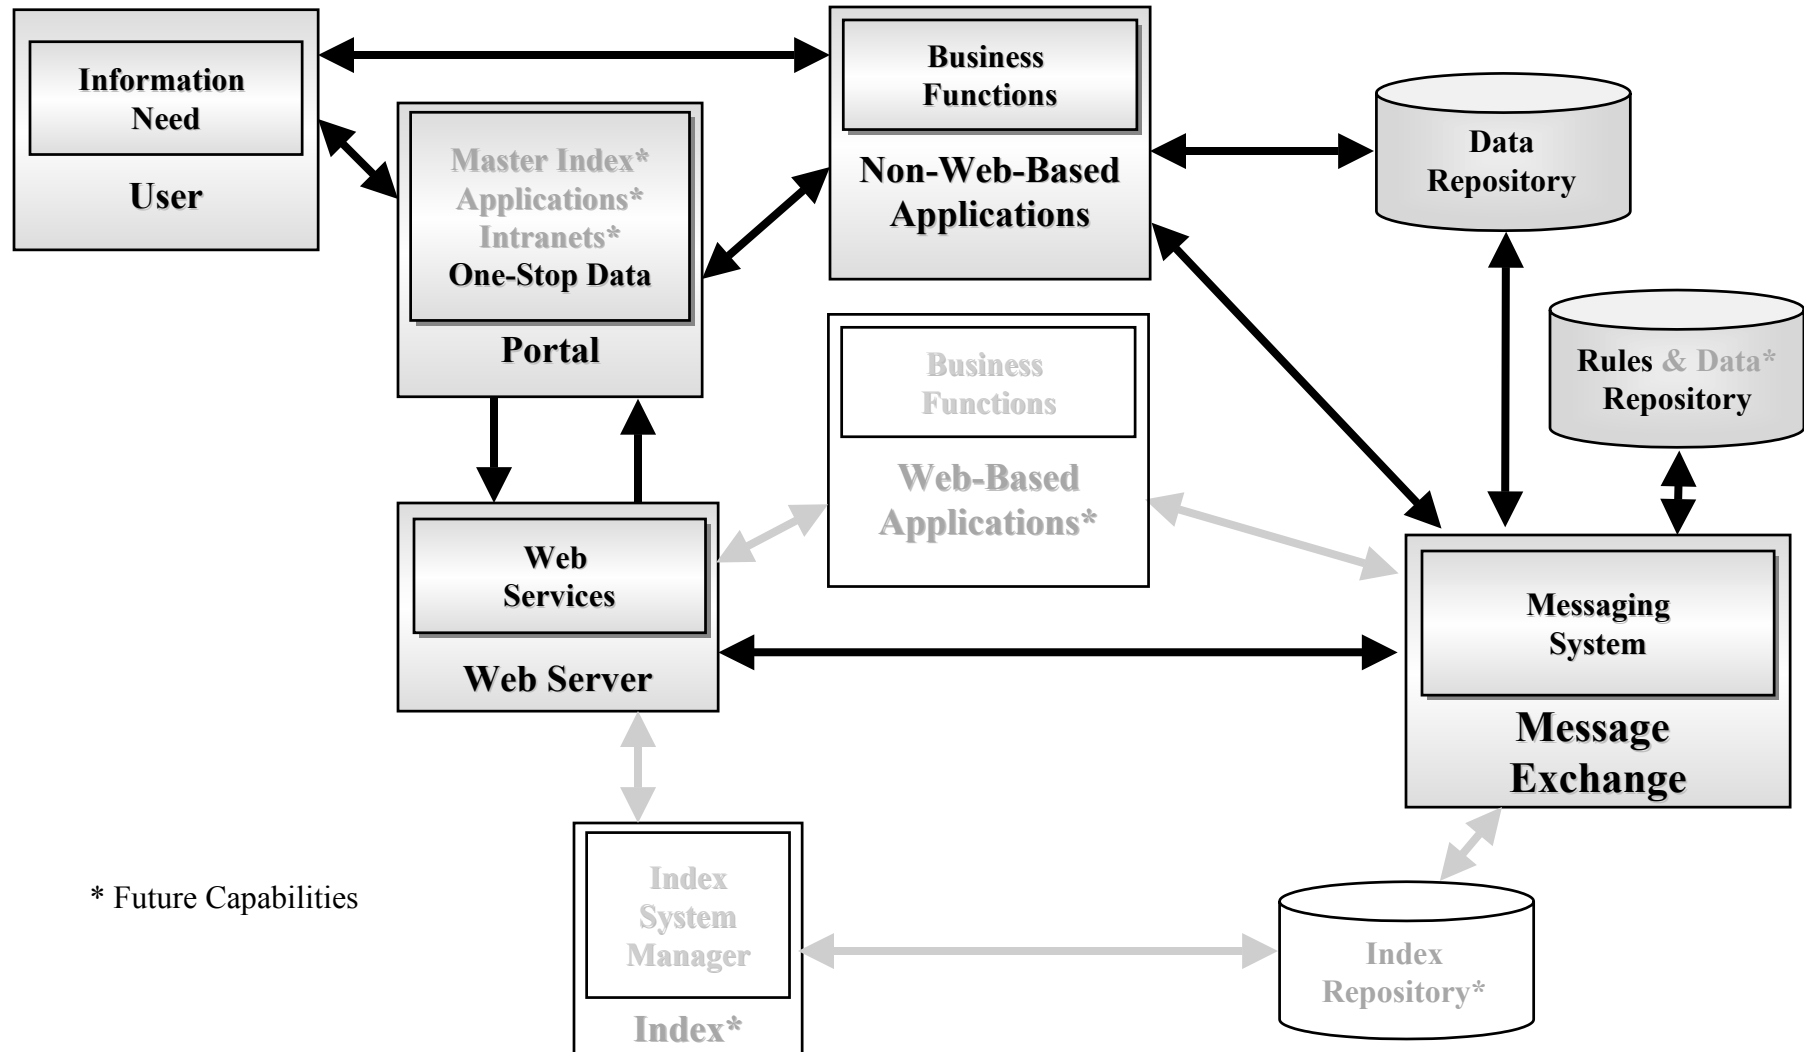 Information
Need
User
Master Index*
Applications*
Intranets*
One-Stop Data
Portal
Business
Functions
Non-Web-Based
Applications
Data
Repository
Rules & Data*
Repository
Business
Functions
Web-Based
Applications*
Web
Services
Web Server
Messaging
System
Message
Exchange
Index
System
Manager
Index*
Index
Repository*
* Future Capabilities